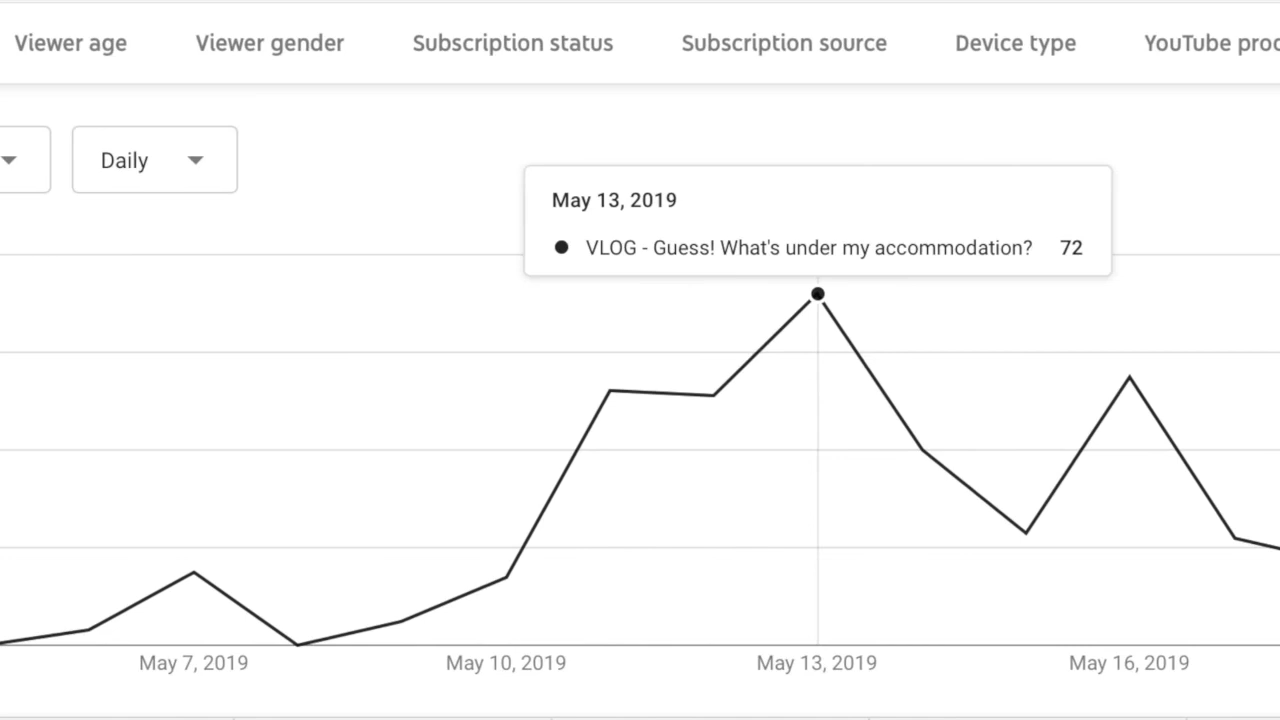 Viewer age Viewer gender Subscription status Subscription source Device type YouTube
Daily
May 13, 2019
VLOG - Guess! What's under my accommodation? 72
May 7, 2019 May 10, 2019 May 13, 2019 May 16, 2019